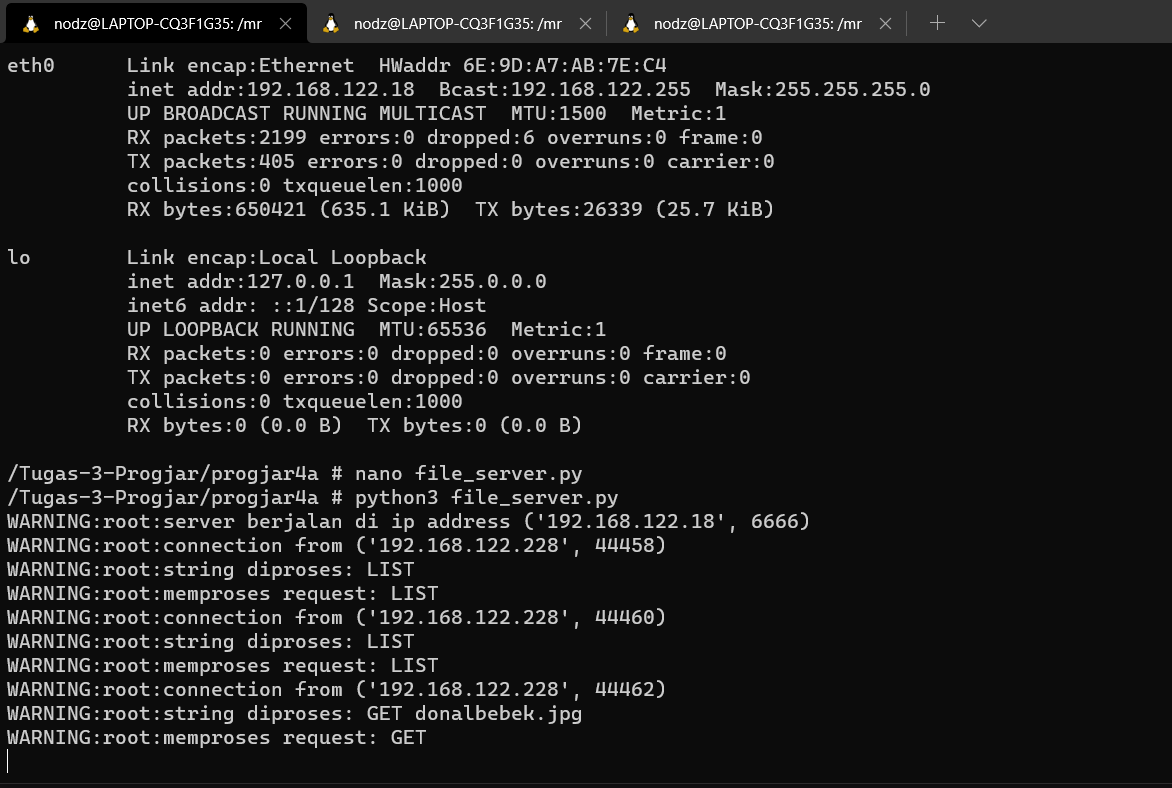 nodz@LAPTOP-CQ3F1G35: /mr
nodz@LAPTOP-CQ3F1G35: /mr
nodz@LAPTOP-CQ3F1G35: /mr
eth0      Link encap:Ethernet  HWaddr 6E:9D:A7:AB:7E:C4
          inet addr:192.168.122.18  Bcast:192.168.122.255  Mask:255.255.255.0
          UP BROADCAST RUNNING MULTICAST  MTU:1500  Metric:1
          RX packets:2199 errors:0 dropped:6 overruns:0 frame:0
          TX packets:405 errors:0 dropped:0 overruns:0 carrier:0
          collisions:0 txqueuelen:1000
          RX bytes:650421 (635.1 KiB)  TX bytes:26339 (25.7 KiB)
lo        Link encap:Local Loopback
          inet addr:127.0.0.1  Mask:255.0.0.0
          inet6 addr: ::1/128 Scope:Host
          UP LOOPBACK RUNNING  MTU:65536  Metric:1
          RX packets:0 errors:0 dropped:0 overruns:0 frame:0
          TX packets:0 errors:0 dropped:0 overruns:0 carrier:0
          collisions:0 txqueuelen:1000
          RX bytes:0 (0.0 B)  TX bytes:0 (0.0 B)
/Tugas-3-Progjar/progjar4a # nano file_server.py
/Tugas-3-Progjar/progjar4a # python3 file_server.py
WARNING:root:server berjalan di ip address ('192.168.122.18', 6666)
WARNING:root:connection from ('192.168.122.228', 44458)
WARNING:root:string diproses: LIST
WARNING:root:memproses request: LIST
WARNING:root:connection from ('192.168.122.228', 44460)
WARNING:root:string diproses: LIST
WARNING:root:memproses request: LIST
WARNING:root:connection from ('192.168.122.228', 44462)
WARNING:root:string diproses: GET donalbebek.jpg
WARNING:root:memproses request: GET